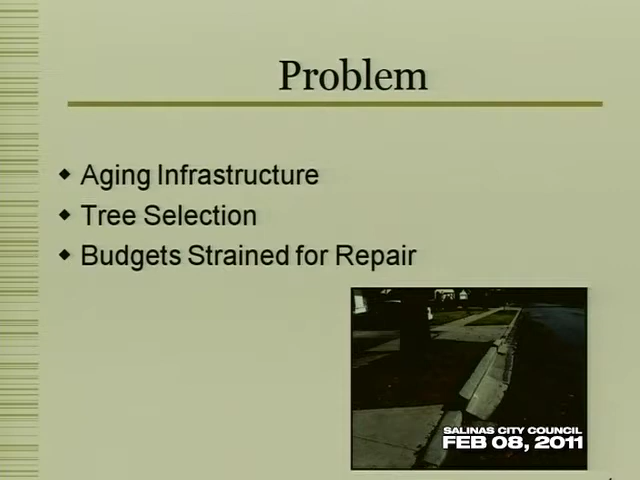 Problem
Aging Infrastructure
Tree Selection
Budgets Strained for Repair
SALINAS CITY COUNCIL
FEB 08, 2011